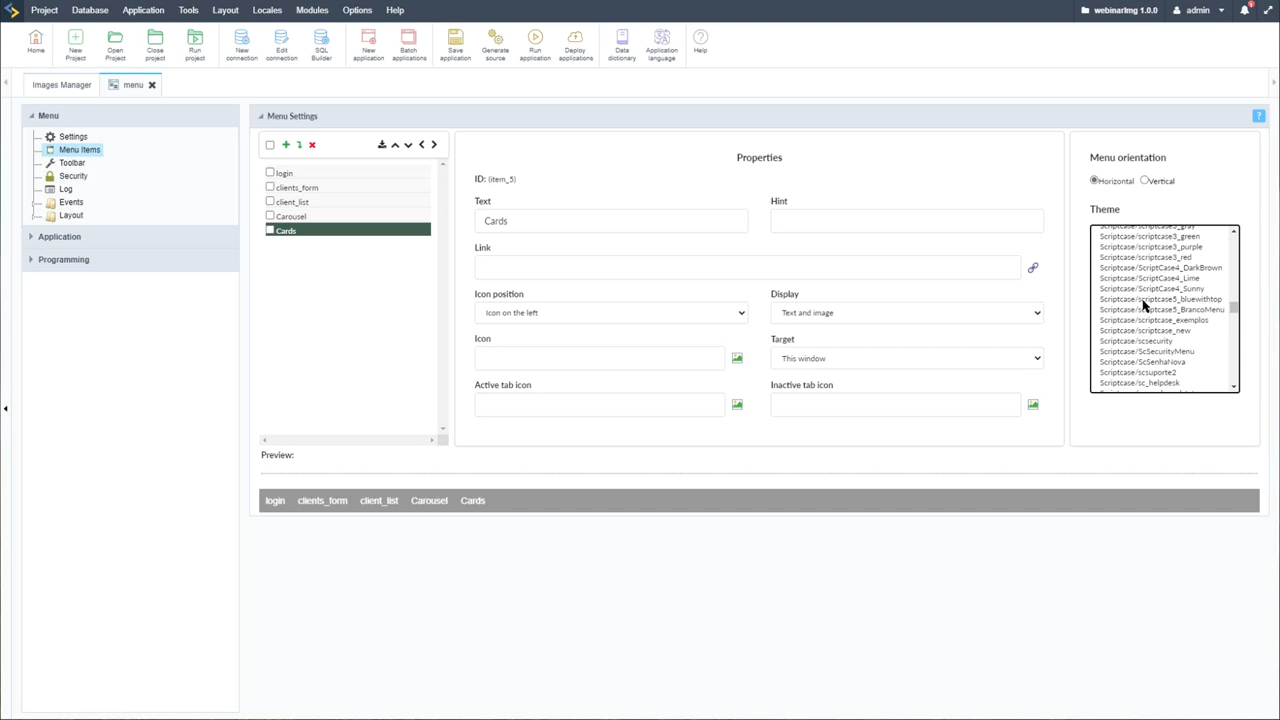 Project Database Application Tools Layout Locales Modules Options Help webinarImg 1.0.0 admin
Home New Project Open Project Close project Run project New connection Edit connection SQL Builder New application Batch applications Save application Generate source Run application Deploy applications Data dictionary Application language Help
Images Manager menu
Menu
Settings
Menu Items
Toolbar
Security
Log
Events
Layout
Application
Programming
Menu Settings
login
clients_form
client_list
Carousel
Cards
Properties
ID: (item_5)
Text Hint
Cards
Link
Icon position Display
Icon on the left Text and image
Icon Target
This window
Active tab icon Inactive tab icon
Menu orientation
Horizontal Vertical
Theme
Scriptcase/scriptcase3_gray
Scriptcase/scriptcase3_green
Scriptcase/scriptcase3_purple
Scriptcase/scriptcase3_red
Scriptcase/ScriptCase4_DarkBrown
Scriptcase/ScriptCase4_Lime
Scriptcase/ScriptCase4_Sunny
Scriptcase/scriptcase5_bluewithtop
Scriptcase/scriptcase5_BrancoMenu
Scriptcase/scriptcase_exemplos
Scriptcase/scriptcase_new
Scriptcase/scsecurity
Scriptcase/ScSecurityMenu
Scriptcase/ScSenhaNova
Scriptcase/scsuporte2
Scriptcase/sc_helpdesk
Preview:
login clients_form client_list Carousel Cards